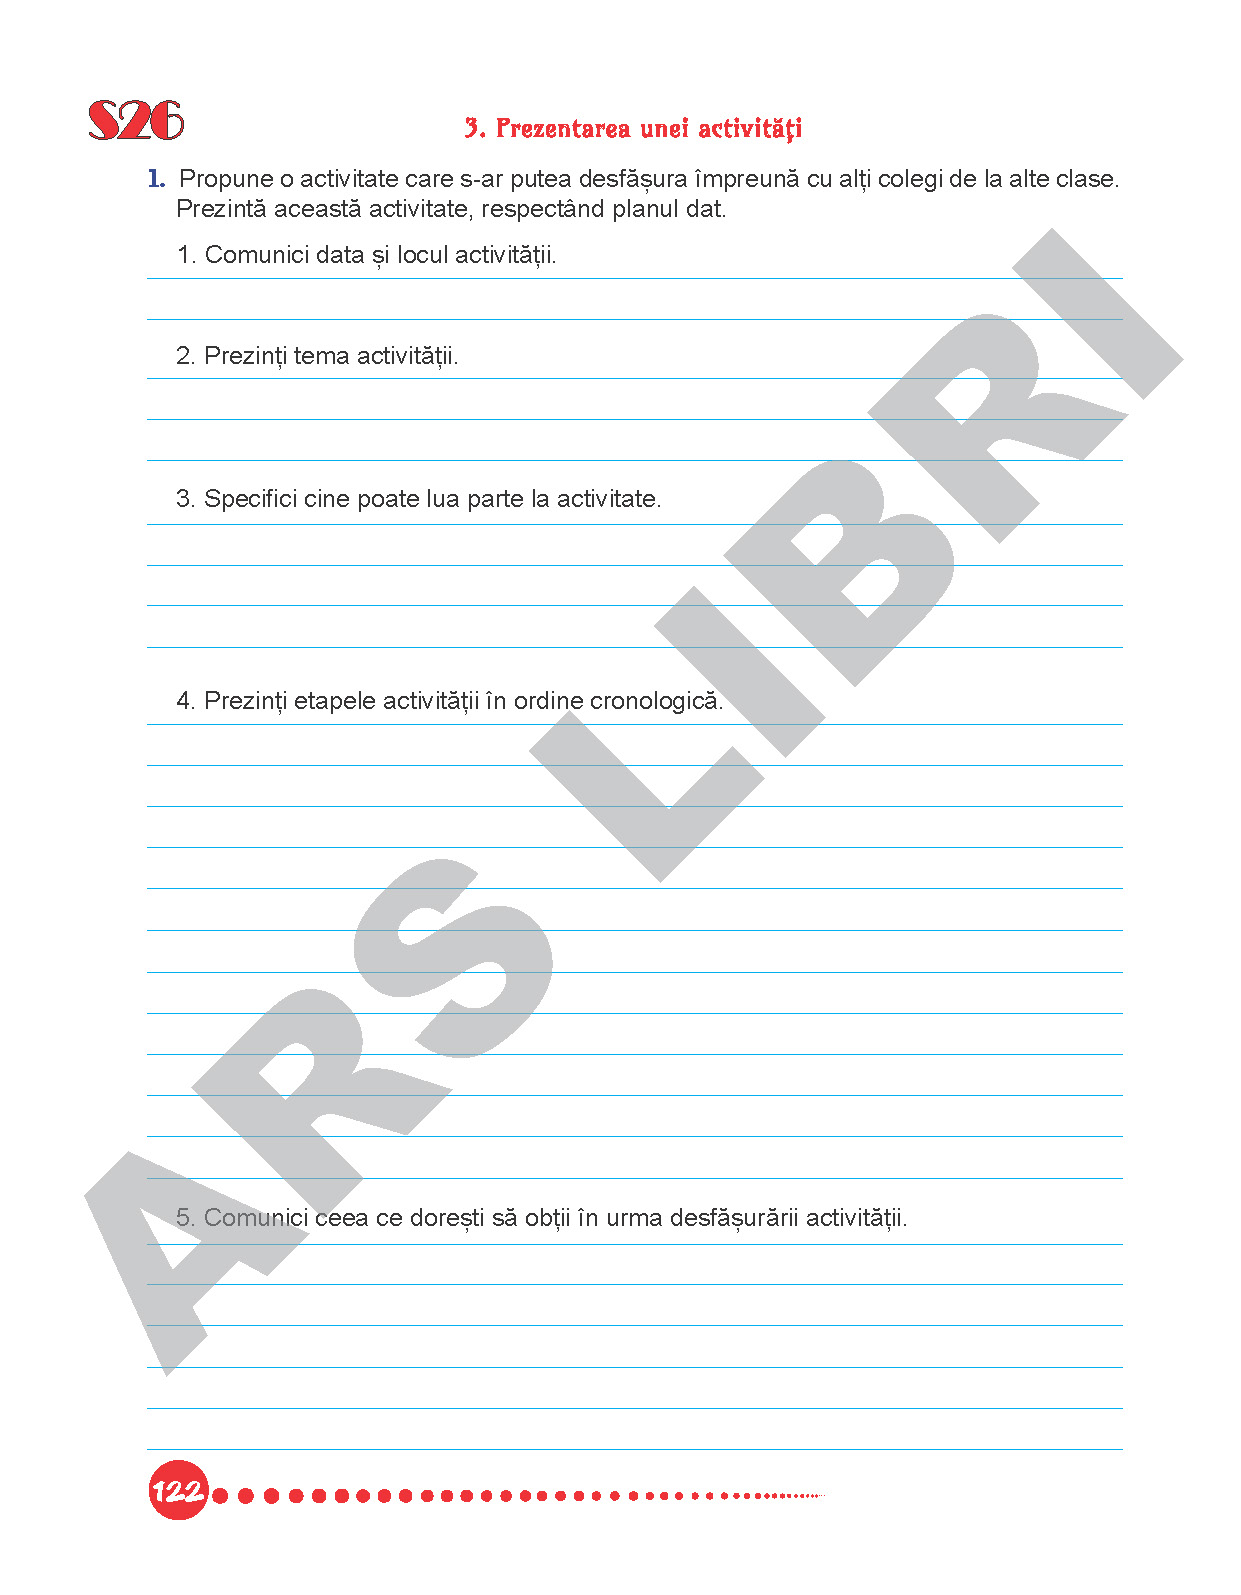 S26
3. Prezentarea unei activități
1. Propune o activitate care s-ar putea desfășura împreună cu alți colegi de la alte clase.
Prezintă această activitate, respectând planul dat.
1. Comunici data și locul activității.
2. Prezinți tema activității.
3. Specifici cine poate lua parte la activitate.
4. Prezinți etapele activității în ordine cronologică.
5. Comunici ceea ce dorești să obții în urma desfășurării activității.
122
ARS LIBRI